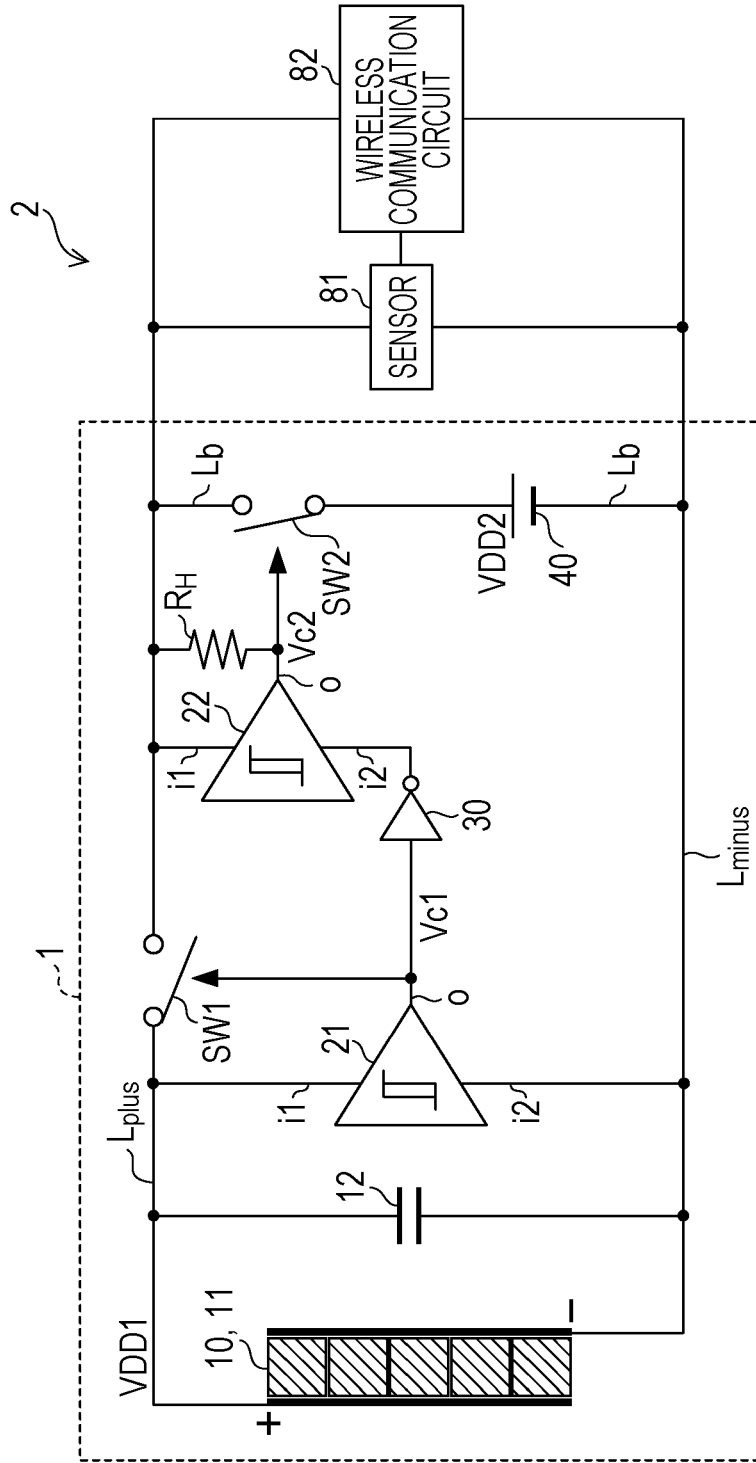 2
1
VDD1
Lplus
SW1
RH
Lb
82
WIRELESS
COMMUNICATION
CIRCUIT
10, 11
+
−
12
i1
21
i2
o
Vc1
30
i1
22
i2
o
Vc2
SW2
VDD2
40
Lb
81
SENSOR
Lminus